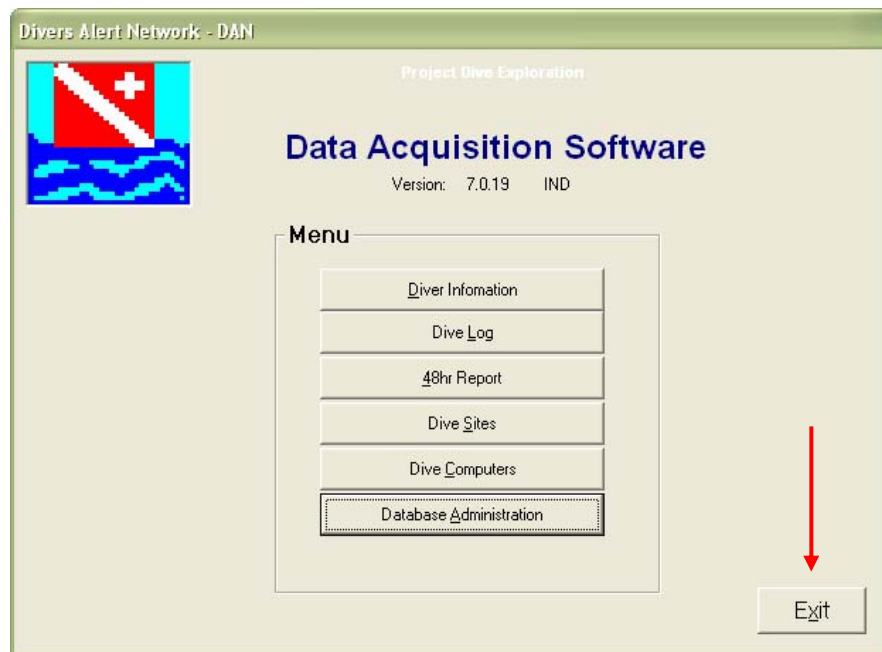 Divers Alert Network - DAN
Project Dive Exploration
Data Acquisition Software
Version: 7.0.19 IND
Menu
Diver Infomation
Dive Log
48hr Report
Dive Sites
Dive Computers
Database Administration
Exit